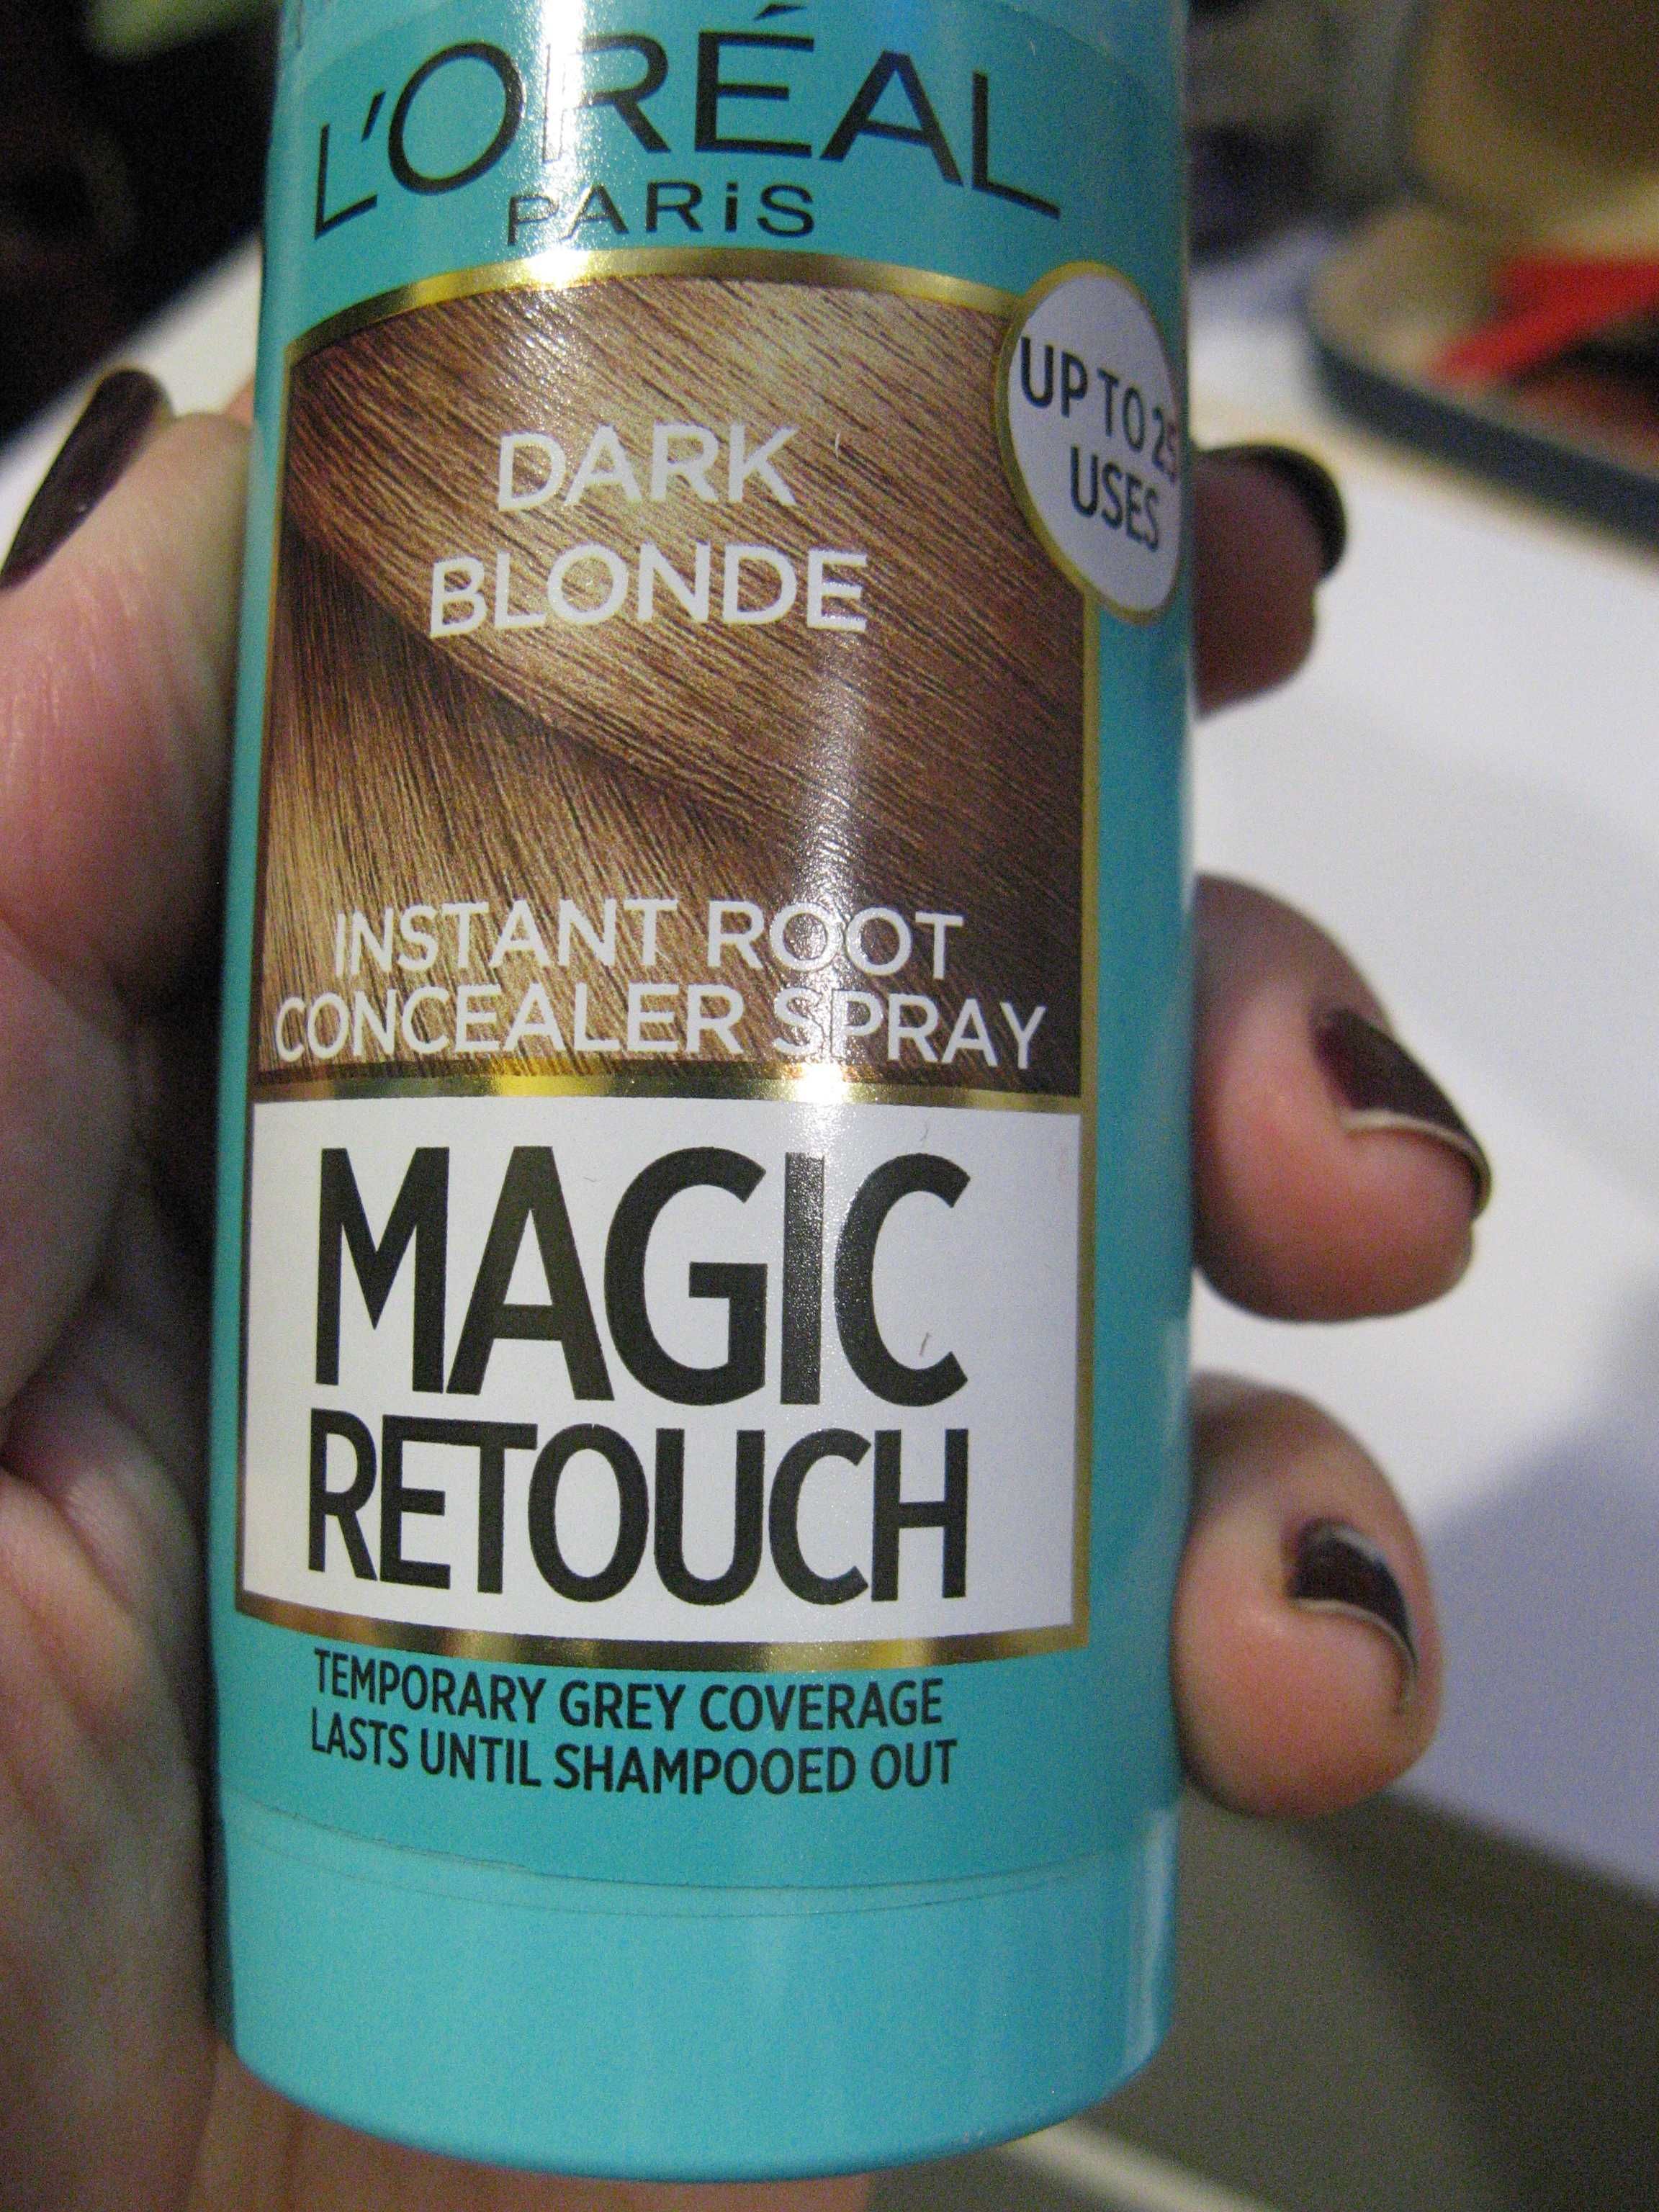 L'ORÉAL
PARiS
UP TO 25
USES
DARK
BLONDE
INSTANT ROOT
CONCEALER SPRAY
MAGIC
RETOUCH
TEMPORARY GREY COVERAGE
LASTS UNTIL SHAMPOOED OUT